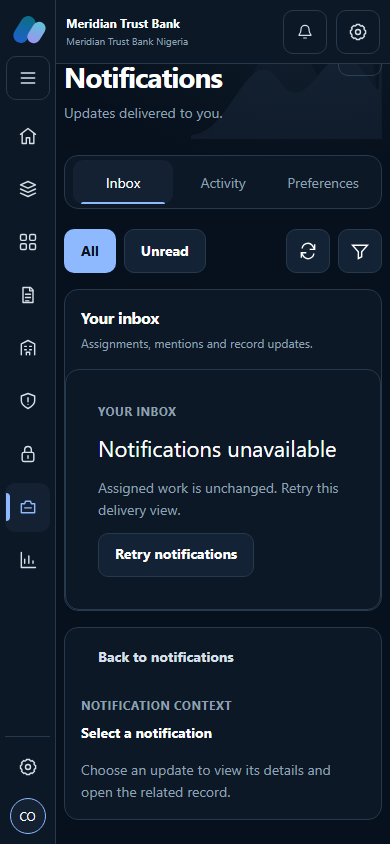 Meridian Trust Bank
Meridian Trust Bank Nigeria
Notifications
Updates delivered to you.
Inbox
Activity
Preferences
All
Unread
Your inbox
Assignments, mentions and record updates.
YOUR INBOX
Notifications unavailable
Assigned work is unchanged. Retry this
delivery view.
Retry notifications
Back to notifications
NOTIFICATION CONTEXT
Select a notification
Choose an update to view its details and
open the related record.
CO